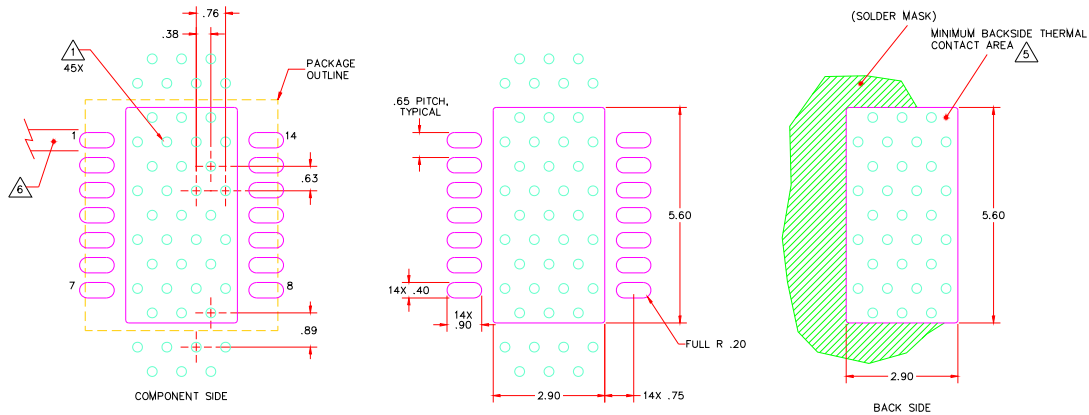 .76
.38
1
45X
PACKAGE
OUTLINE
1
14
6
.63
7
8
.89
COMPONENT SIDE
.65 PITCH,
TYPICAL
5.60
14X .40
14X
.90
FULL R .20
2.90
14X .75
(SOLDER MASK)
MINIMUM BACKSIDE THERMAL
CONTACT AREA 5
5.60
2.90
BACK SIDE